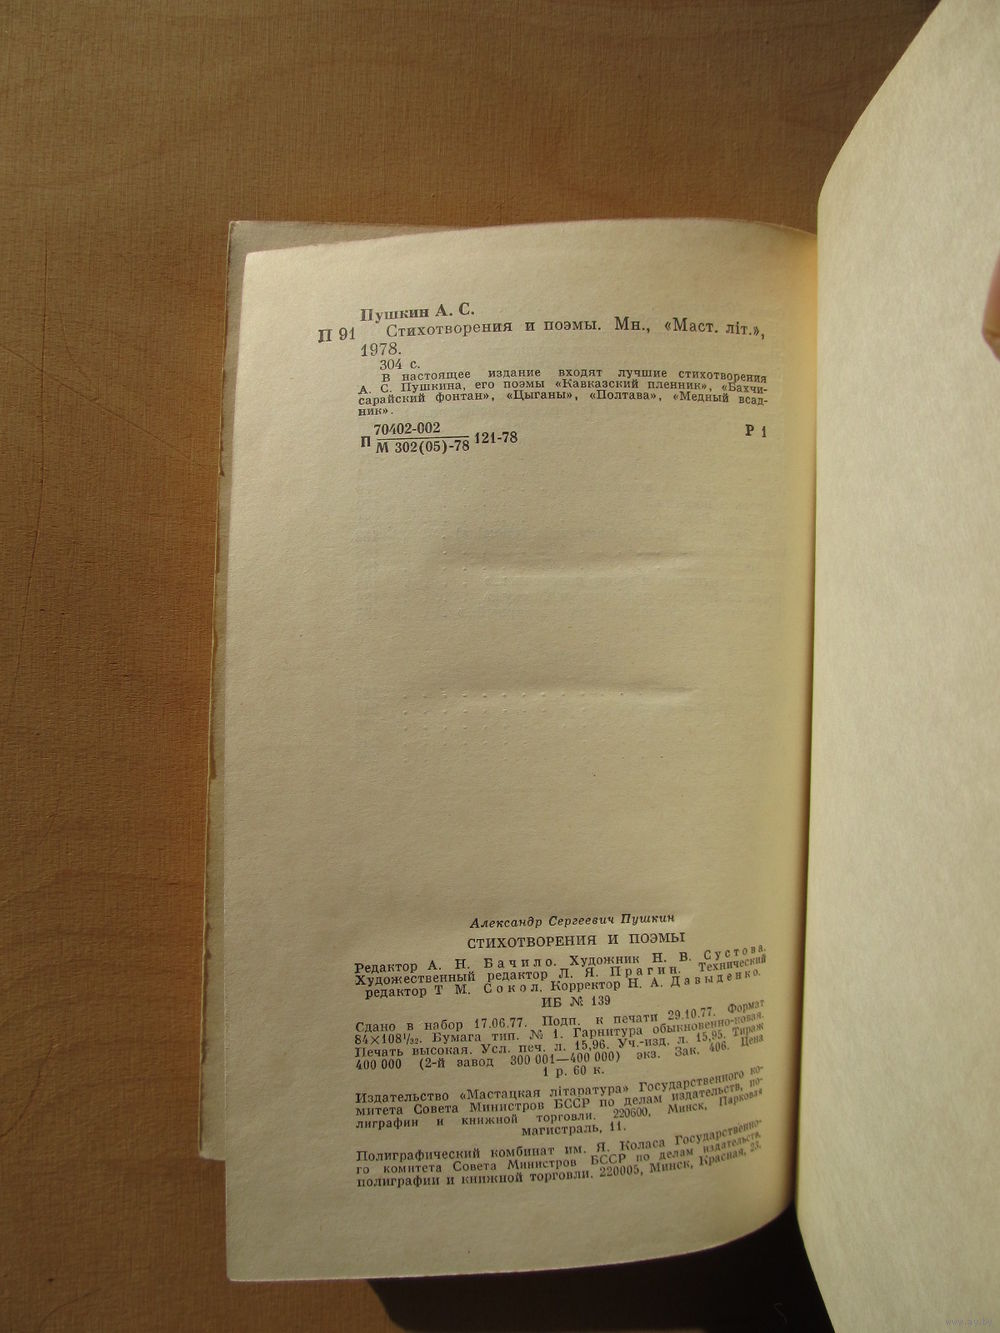 Пушкин А. С.
П 91 Стихотворения и поэмы. Мн., «Маст. літ.»,
1978.
304 с.
В настоящее издание входят лучшие стихотворения
А. С. Пушкина, его поэмы «Кавказский пленник», «Бахчи-
сарайский фонтан», «Цыганы», «Полтава», «Медный всад-
ник».
70402-002
П М 302(05)-78 121-78 Р 1
Александр Сергеевич Пушкин
СТИХОТВОРЕНИЯ И ПОЭМЫ
Редактор А. Н. Бачило. Художник Н. В. Сустова.
Художественный редактор Л. Я. Прагин. Технический
редактор Т М. Сокол. Корректор Н. А. Давыденко.
ИБ № 139
Сдано в набор 17.06.77. Подп. к печати 29.10.77. Формат
84×108¹/₃₂. Бумага тип. № 1. Гарнитура обыкновенно-новая.
Печать высокая. Усл. печ. л. 15,96. Уч.-изд. л. 15,95. Тираж
400 000 (2-й завод 300 001—400 000) экз. Зак. 406. Цена
1 р. 60 к.
Издательство «Мастацкая літаратура» Государственного ко-
митета Совета Министров БССР по делам издательств, по-
лиграфии и книжной торговли. 220600, Минск, Парковая
магистраль, 11.
Полиграфический комбинат им. Я. Коласа Государственно-
го комитета Совета Министров БССР по делам издательств,
полиграфии и книжной торговли. 220005, Минск, Красная, 23.
www.ay.by